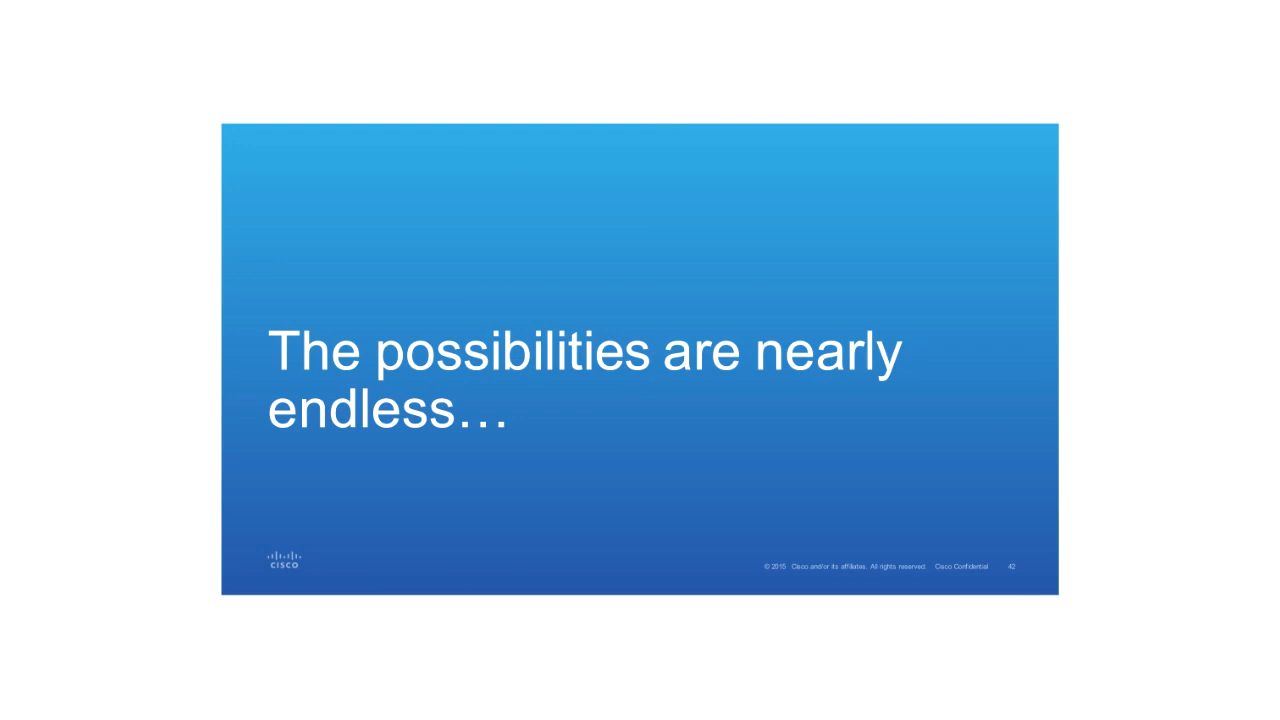 The possibilities are nearly
endless…
CISCO
© 2015 Cisco and/or its affiliates. All rights reserved. Cisco Confidential 42